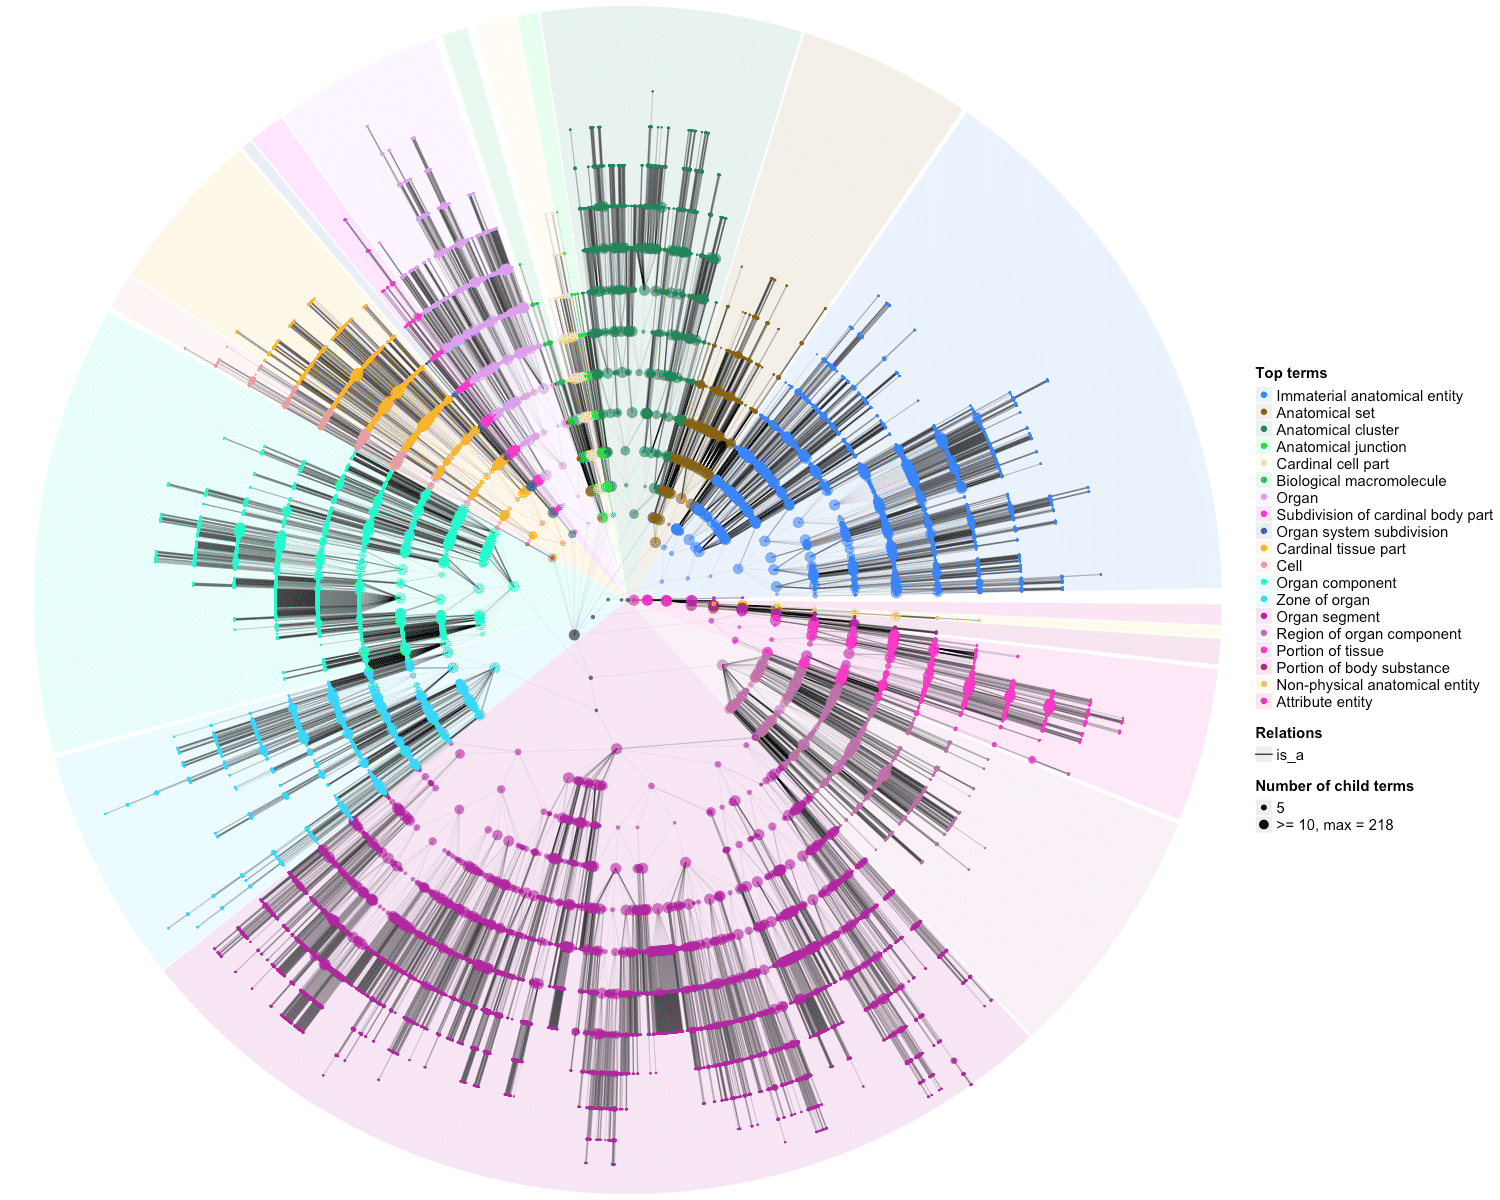 Top terms
Immaterial anatomical entity
Anatomical set
Anatomical cluster
Anatomical junction
Cardinal cell part
Biological macromolecule
Organ
Subdivision of cardinal body part
Organ system subdivision
Cardinal tissue part
Cell
Organ component
Zone of organ
Organ segment
Region of organ component
Portion of tissue
Portion of body substance
Non-physical anatomical entity
Attribute entity
Relations
is_a
Number of child terms
5
>= 10, max = 218